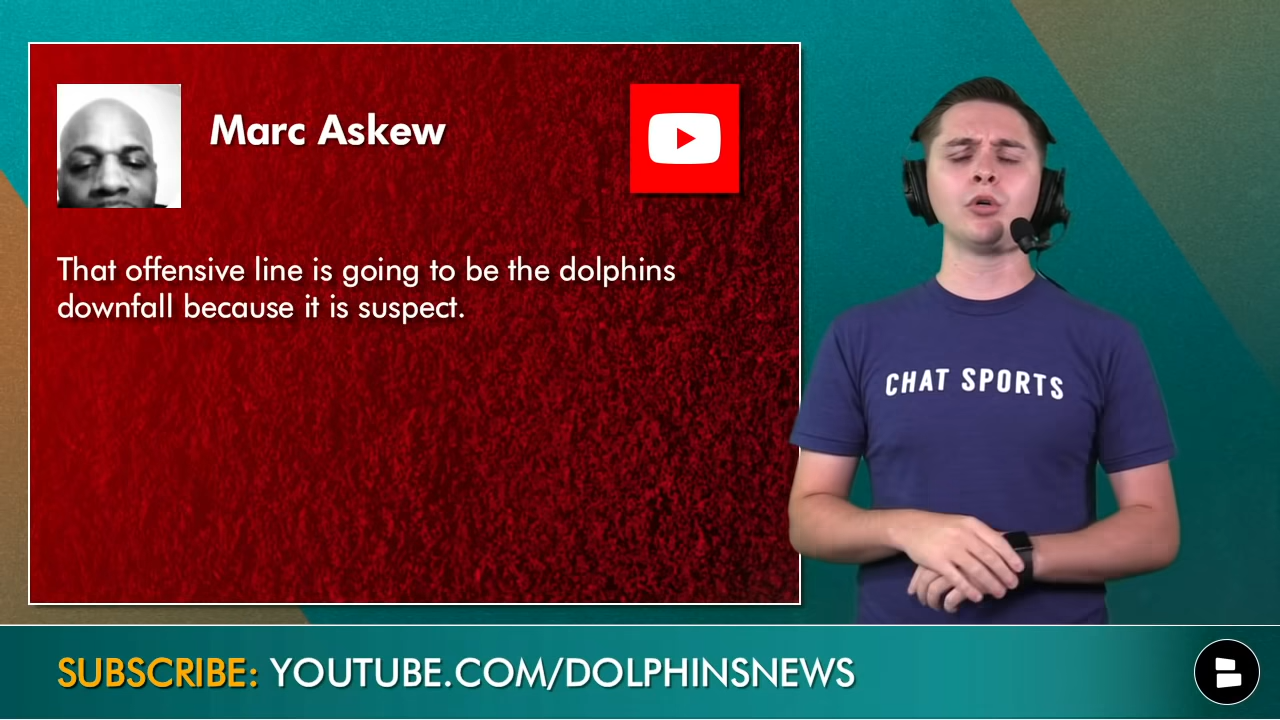 Marc Askew
That offensive line is going to be the dolphins
downfall because it is suspect.
CHAT SPORTS
SUBSCRIBE: YOUTUBE.COM/DOLPHINSNEWS